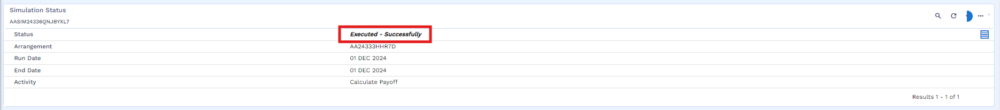 Simulation Status
AASIM24336QNJBYXL7
Status Executed - Successfully
Arrangement AA24333HHR7D
Run Date 01 DEC 2024
End Date 01 DEC 2024
Activity Calculate Payoff
Results 1 - 1 of 1